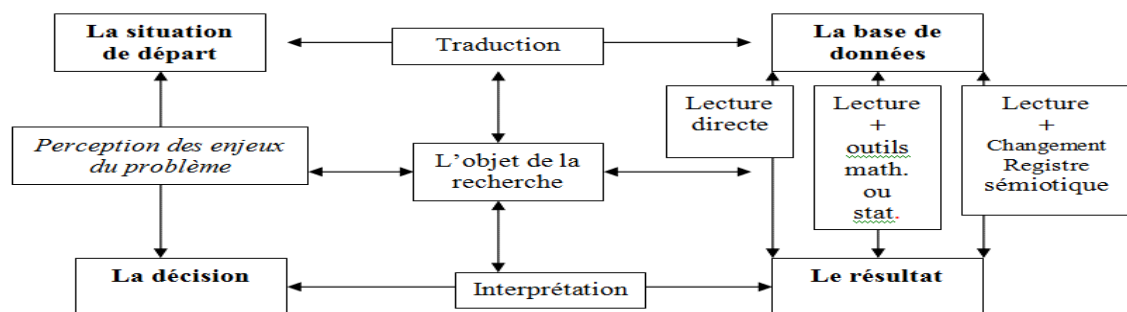 La situation
de départ
Traduction
La base de
données
Lecture
directe
Lecture
+
outils
math.
ou
stat.
Lecture
+
Changement
Registre
sémiotique
Perception des enjeux
du problème
L’objet de la
recherche
La décision
Interprétation
Le résultat